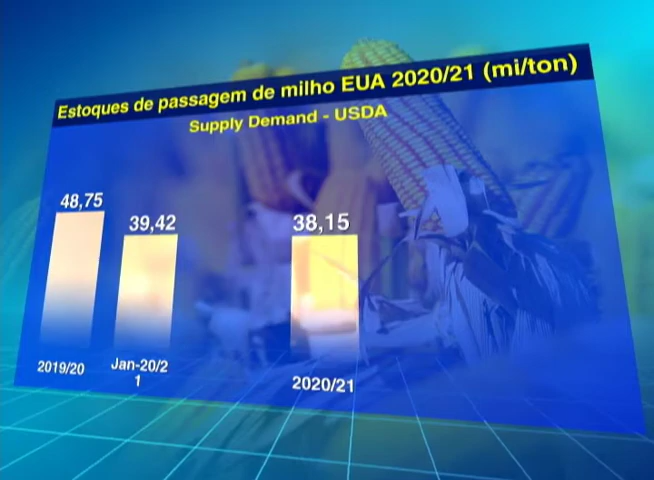 Estoques de passagem de milho EUA 2020/21 (mi/ton)
Supply Demand - USDA
48,75
39,42
38,15
2019/20
Jan-20/2
1
2020/21